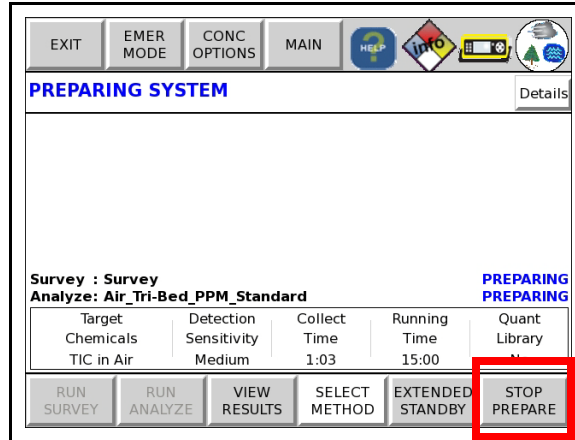 EXIT
EMER
MODE
CONC
OPTIONS
MAIN
HELP
info
PREPARING SYSTEM
Details
Survey : Survey PREPARING
Analyze: Air_Tri-Bed_PPM_Standard PREPARING
Target Detection Collect Running Quant
Chemicals Sensitivity Time Time Library
TIC in Air Medium 1:03 15:00
RUN
SURVEY
RUN
ANALYZE
VIEW
RESULTS
SELECT
METHOD
EXTENDED
STANDBY
STOP
PREPARE